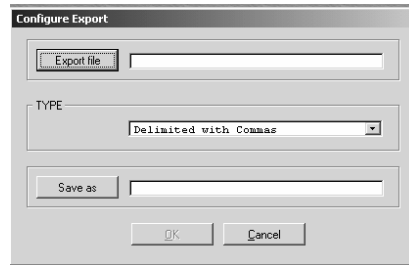 Configure Export
Export file
TYPE
Delimited with Commas
Save as
OK Cancel